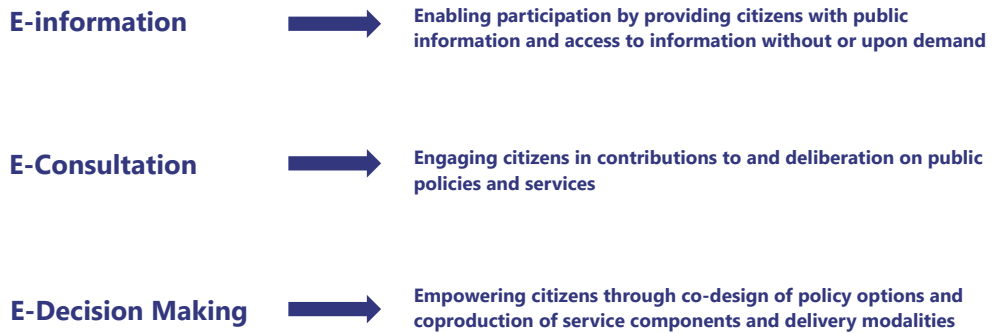 E-information
Enabling participation by providing citizens with public
information and access to information without or upon demand
E-Consultation
Engaging citizens in contributions to and deliberation on public
policies and services
E-Decision Making
Empowering citizens through co-design of policy options and
coproduction of service components and delivery modalities